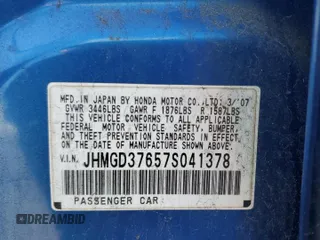 MFD. IN JAPAN BY HONDA MOTOR CO.,LTD. 3/'07
GVWR 3446LBS GAWR F 1876LBS R 1587LBS
THIS VEHICLE CONFORMS TO ALL APPLICABLE
FEDERAL MOTOR VEHICLE SAFETY, BUMPER,
AND THEFT PREVENTION STANDARDS IN EFFECT
ON THE DATE OF MANUFACTURE SHOWN ABOVE.
V.I.N. JHMGD37657S041378
PASSENGER CAR
DREAMBID